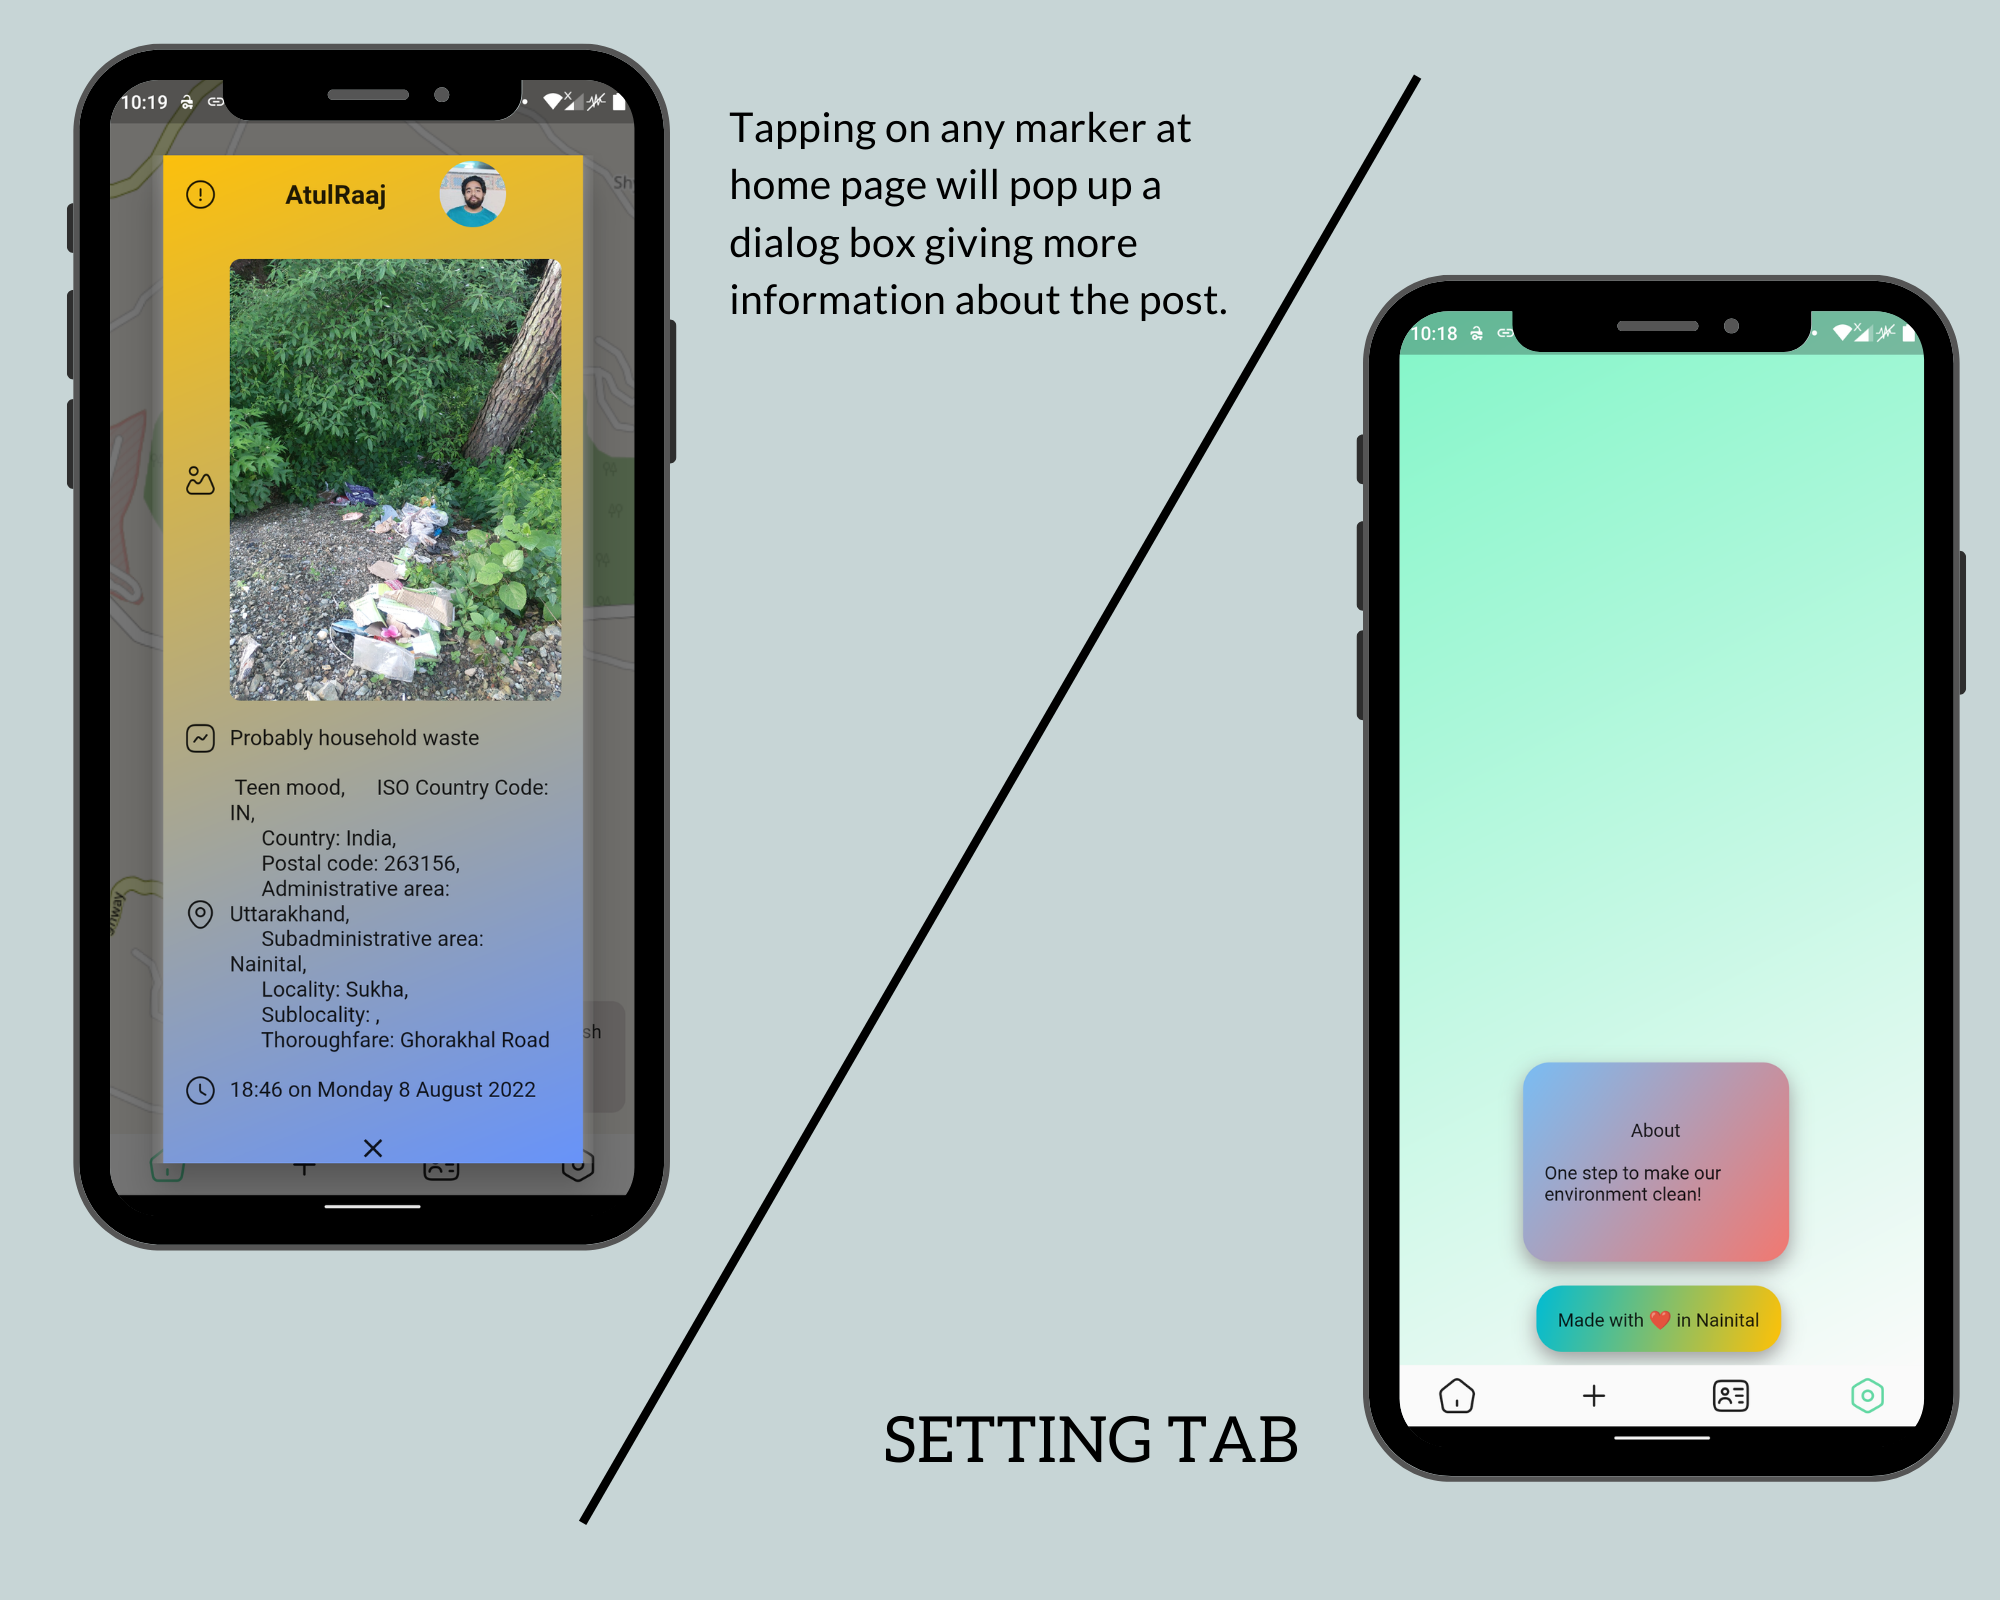 10:19
AtulRaaj
Probably household waste
Teen mood, ISO Country Code:
IN,
Country: India,
Postal code: 263156,
Administrative area:
Uttarakhand,
Subadministrative area:
Nainital,
Locality: Sukha,
Sublocality: ,
Thoroughfare: Ghorakhal Road
18:46 on Monday 8 August 2022
Tapping on any marker at
home page will pop up a
dialog box giving more
information about the post.
10:18
About
One step to make our
environment clean!
Made with ❤️ in Nainital
SETTING TAB